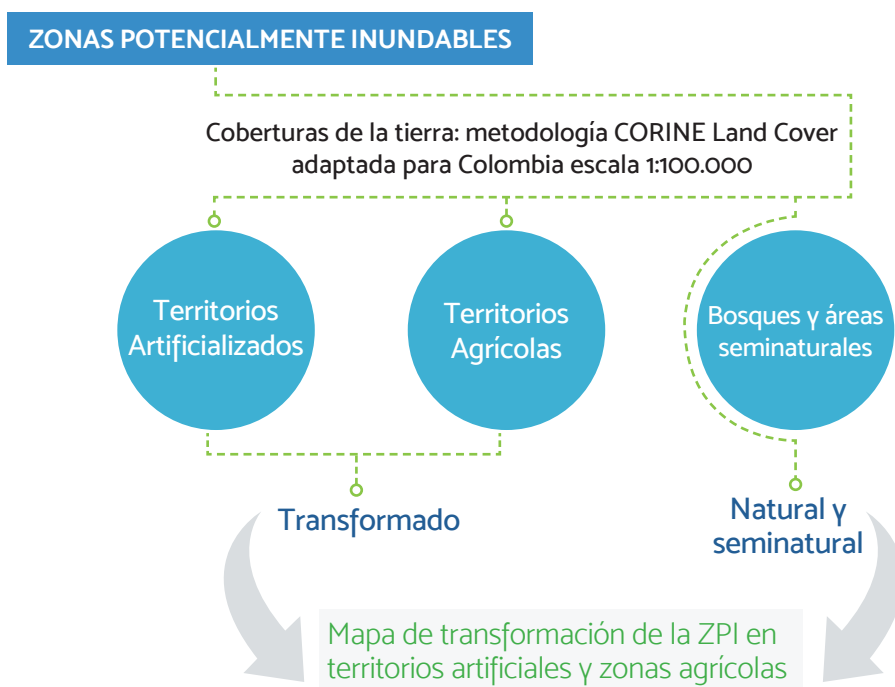 ZONAS POTENCIALMENTE INUNDABLES
Coberturas de la tierra: metodología CORINE Land Cover
adaptada para Colombia escala 1:100.000
Territorios
Artificializados
Territorios
Agrícolas
Bosques y áreas
seminaturales
Transformado
Natural y
seminatural
Mapa de transformación de la ZPI en
territorios artificiales y zonas agrícolas